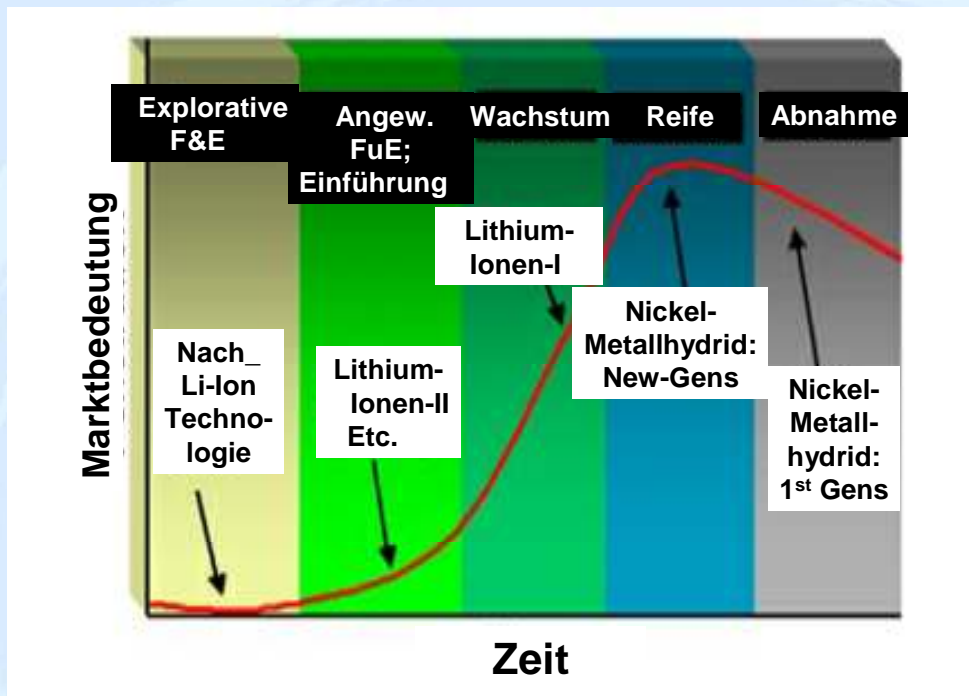 Explorative
F&E
Angew.
FuE;
Einführung
Wachstum
Reife
Abnahme
Marktbedeutung
Nach_
Li-Ion
Techno-
logie
Lithium-
Ionen-II
Etc.
Lithium-
Ionen-I
Nickel-
Metallhydrid:
New-Gens
Nickel-
Metall-
hydrid:
1st Gens
Zeit